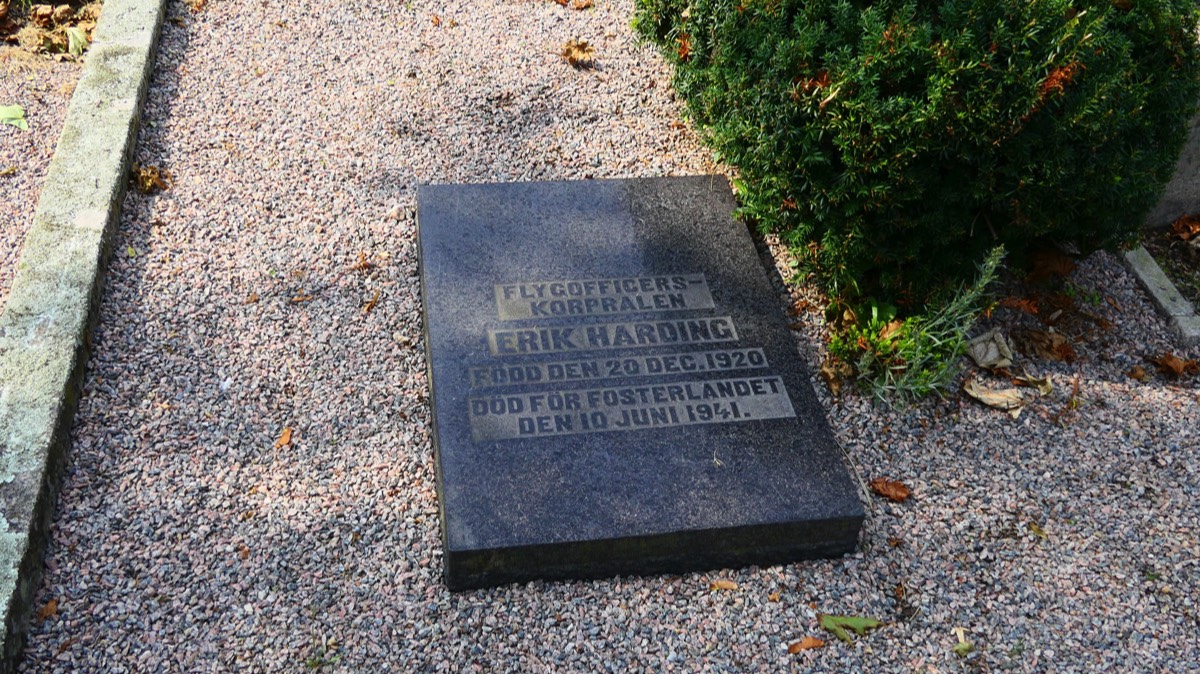 FLYGOFFICERS-
KORPRALEN
ERIK HARDING
FÖDD DEN 20 DEC. 1920
DÖD FÖR FOSTERLANDET
DEN 10 JUNI 1941.